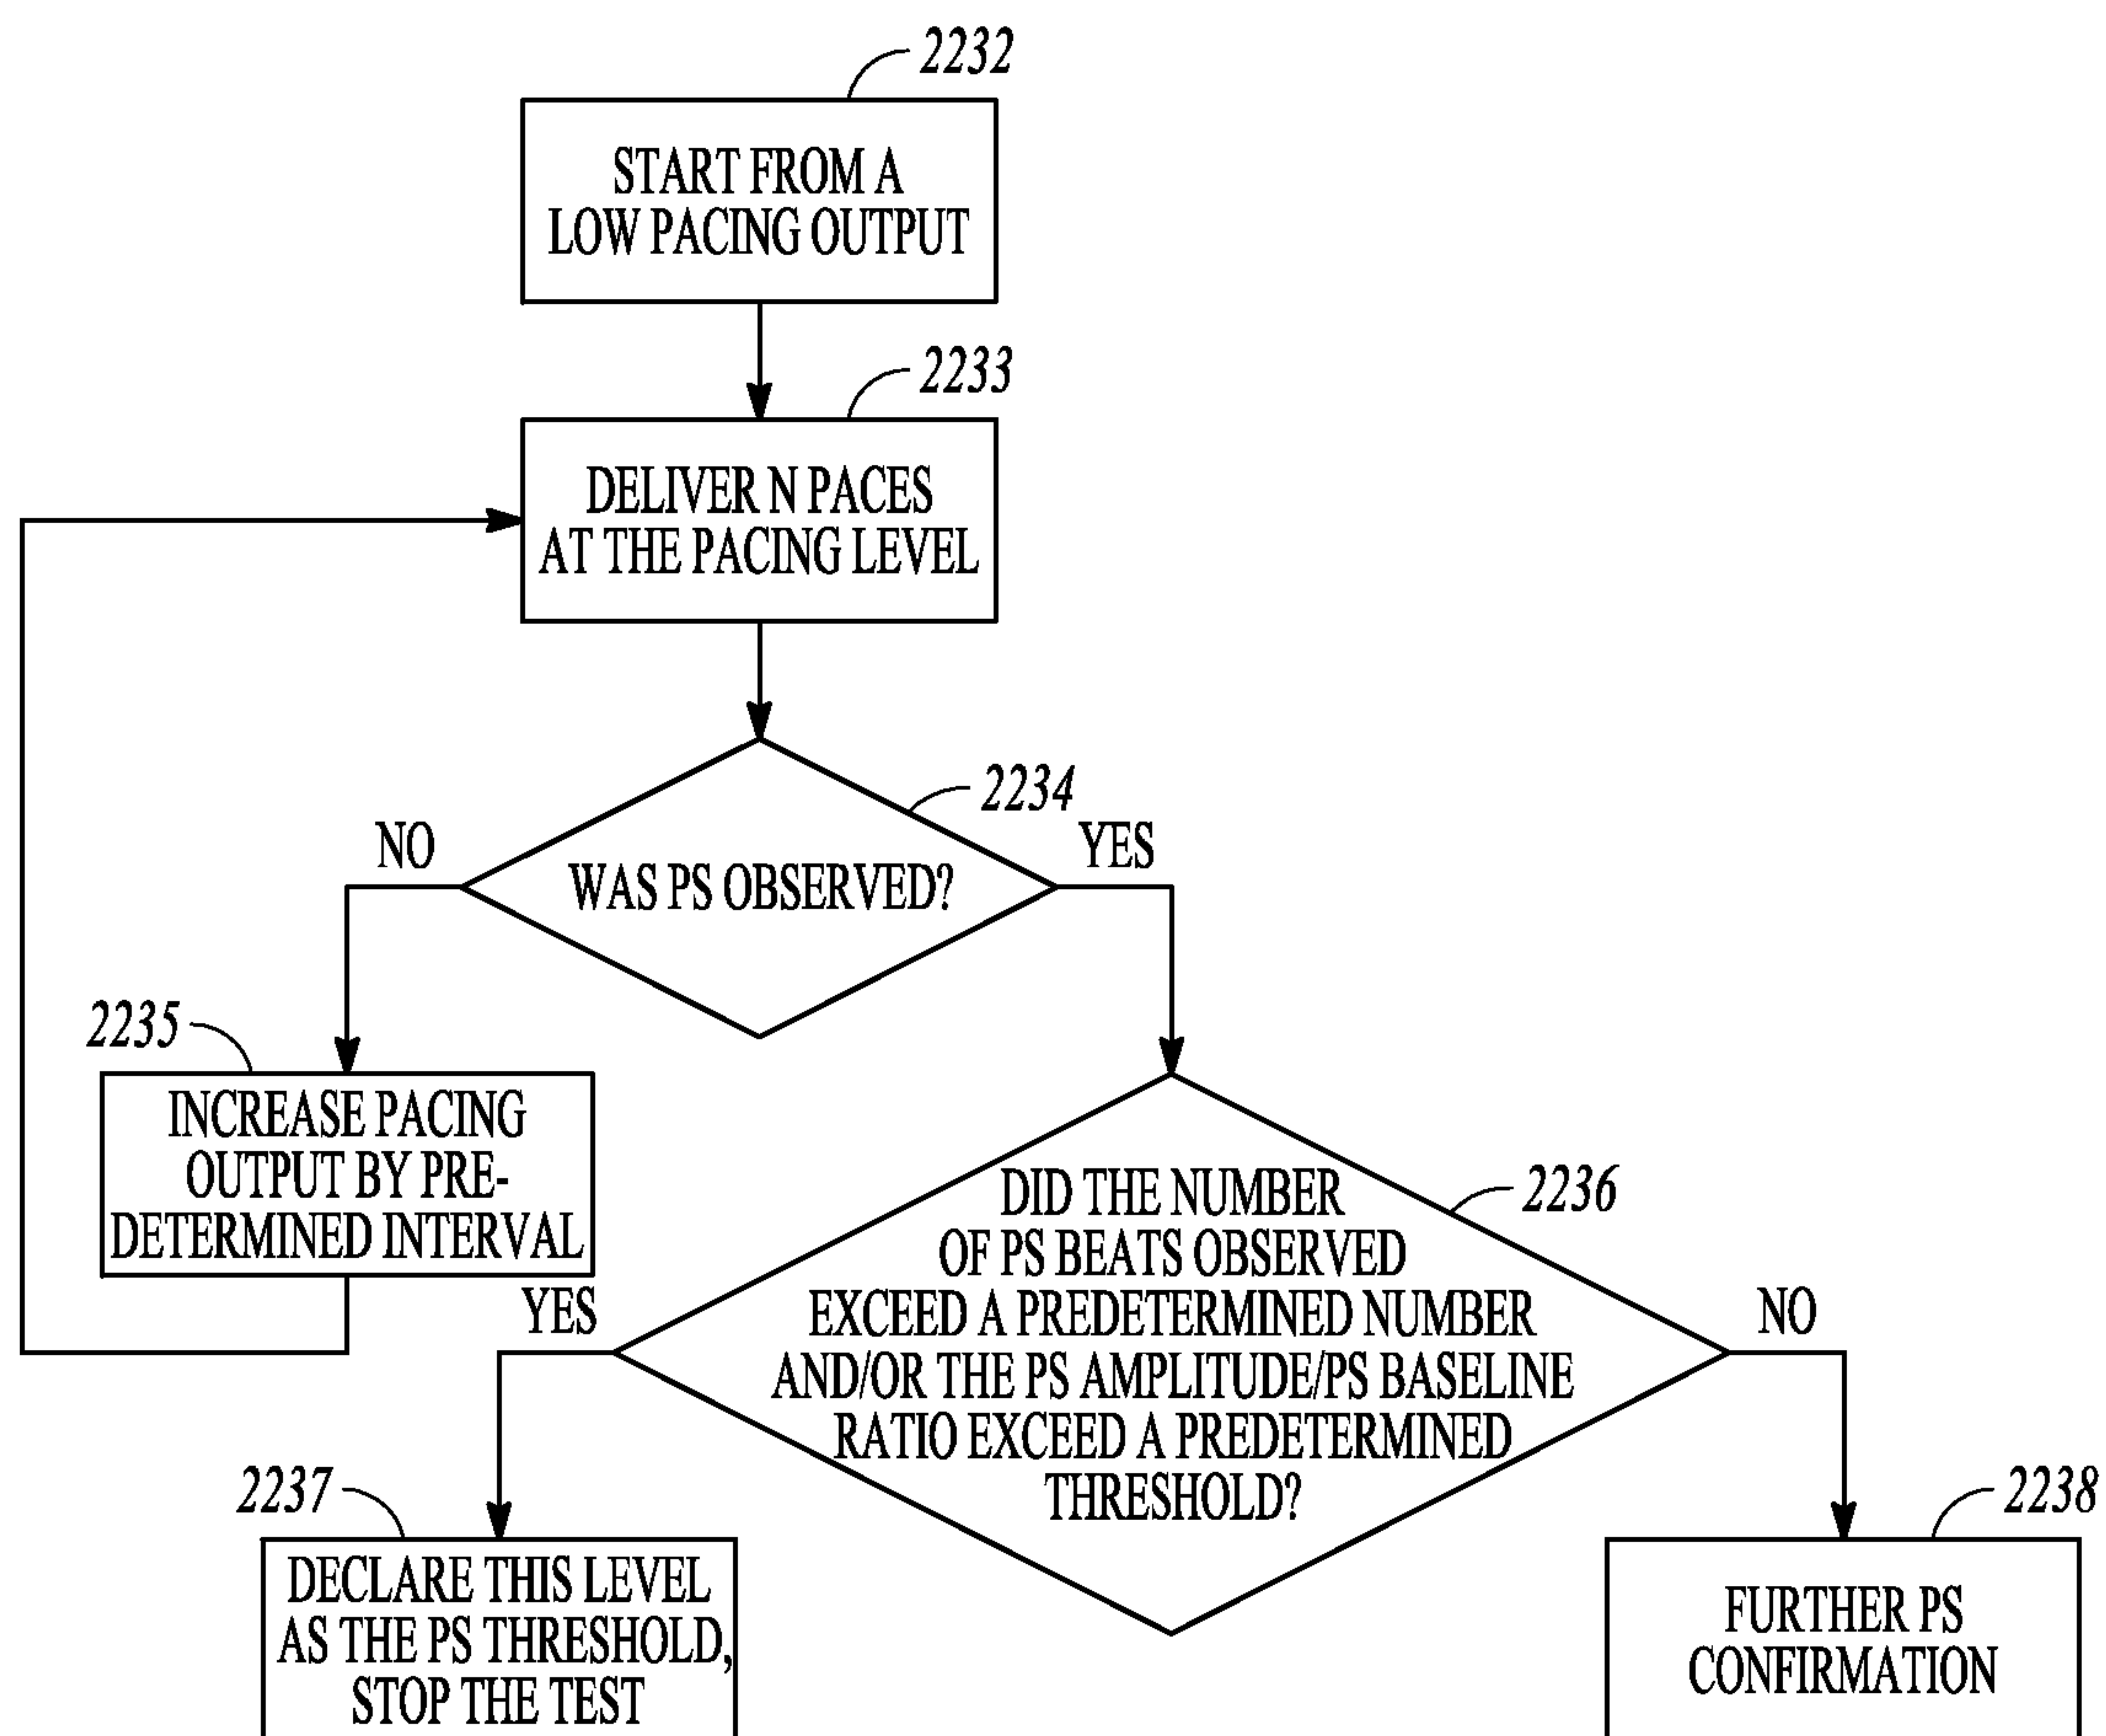 2232
START FROM A
LOW PACING OUTPUT
2233
DELIVER N PACES
AT THE PACING LEVEL
2234
NO
YES
WAS PS OBSERVED?
2235
INCREASE PACING
OUTPUT BY PRE-
DETERMINED INTERVAL
2236
DID THE NUMBER
OF PS BEATS OBSERVED
EXCEED A PREDETERMINED NUMBER
AND/OR THE PS AMPLITUDE/PS BASELINE
RATIO EXCEED A PREDETERMINED
THRESHOLD?
YES
NO
2237
DECLARE THIS LEVEL
AS THE PS THRESHOLD,
STOP THE TEST
2238
FURTHER PS
CONFIRMATION